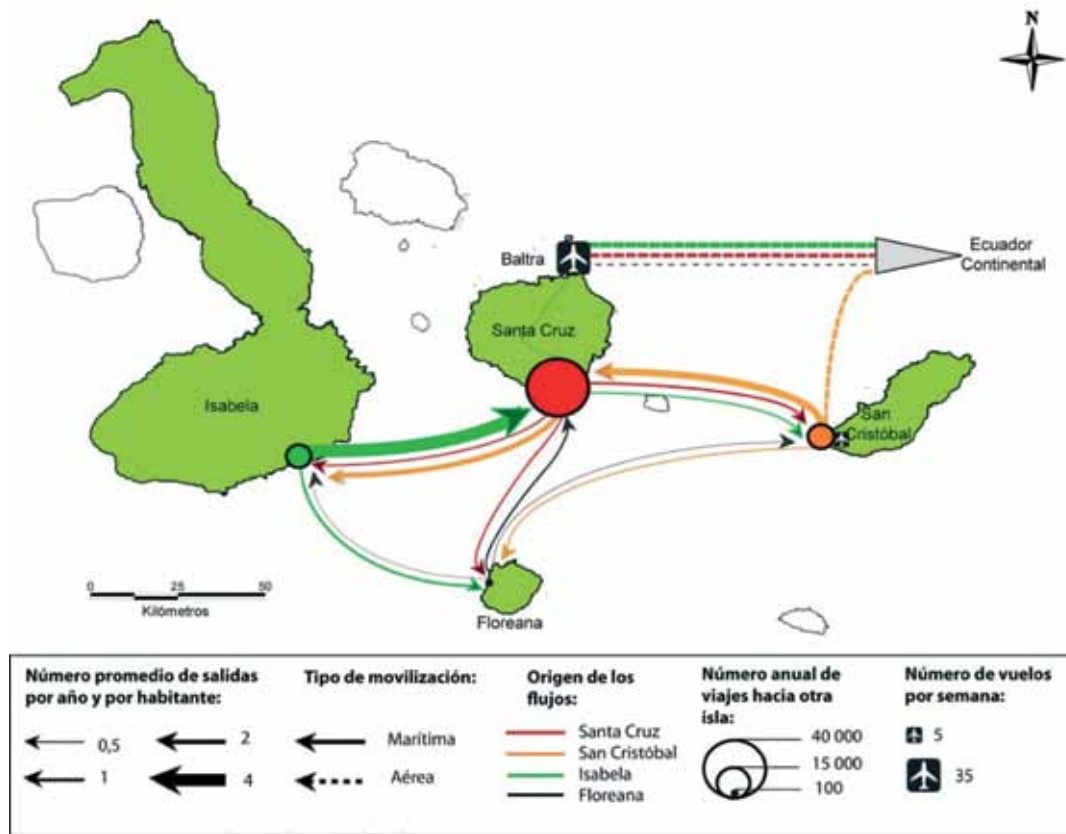 N
Baltra
Ecuador
Continental
Santa Cruz
Isabela
San
Cristóbal
0 25 50
Kilómetros
Floreana
Número promedio de salidas
por año y por habitante:
0,5
2
1
4
Tipo de movilización:
Marítima
Aérea
Origen de los
flujos:
Santa Cruz
San Cristóbal
Isabela
Floreana
Número anual de
viajes hacia otra
isla:
40 000
15 000
100
Número de vuelos
por semana:
5
35